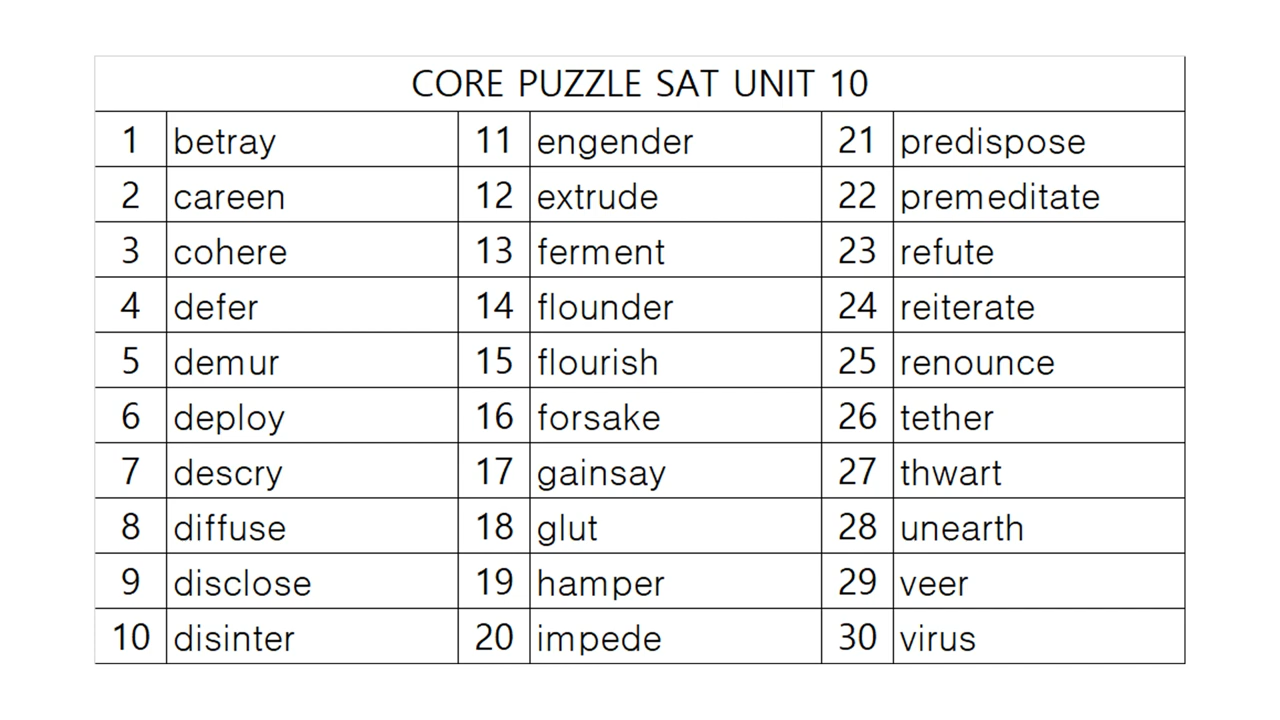 CORE PUZZLE SAT UNIT 10
1 betray 11 engender 21 predispose
2 careen 12 extrude 22 premeditate
3 cohere 13 ferment 23 refute
4 defer 14 flounder 24 reiterate
5 demur 15 flourish 25 renounce
6 deploy 16 forsake 26 tether
7 descry 17 gainsay 27 thwart
8 diffuse 18 glut 28 unearth
9 disclose 19 hamper 29 veer
10 disinter 20 impede 30 virus